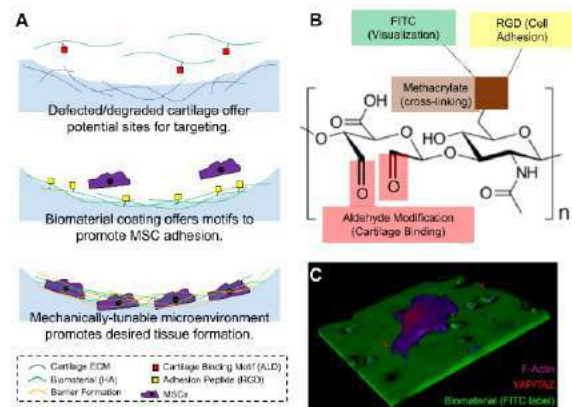 A
Defected/degraded cartilage offer
potential sites for targeting.
Biomaterial coating offers motifs to
promote MSC adhesion.
Mechanically-tunable microenvironment
promotes desired tissue formation.
Cartilage ECM
Biomaterial (HA)
Barrier Formation
Cartilage Binding Motif (ALD)
Adhesion Peptide (RGD)
MSCs
B
FITC
(Visualization)
RGD (Cell
Adhesion)
Methacrylate
(cross-linking)
O
OH
O
O
O
O
HO
O
O
NH
O
n
Aldehyde Modification
(Cartilage Binding)
C
F-Actin
YAP/TAZ
Biomaterial (FITC label)